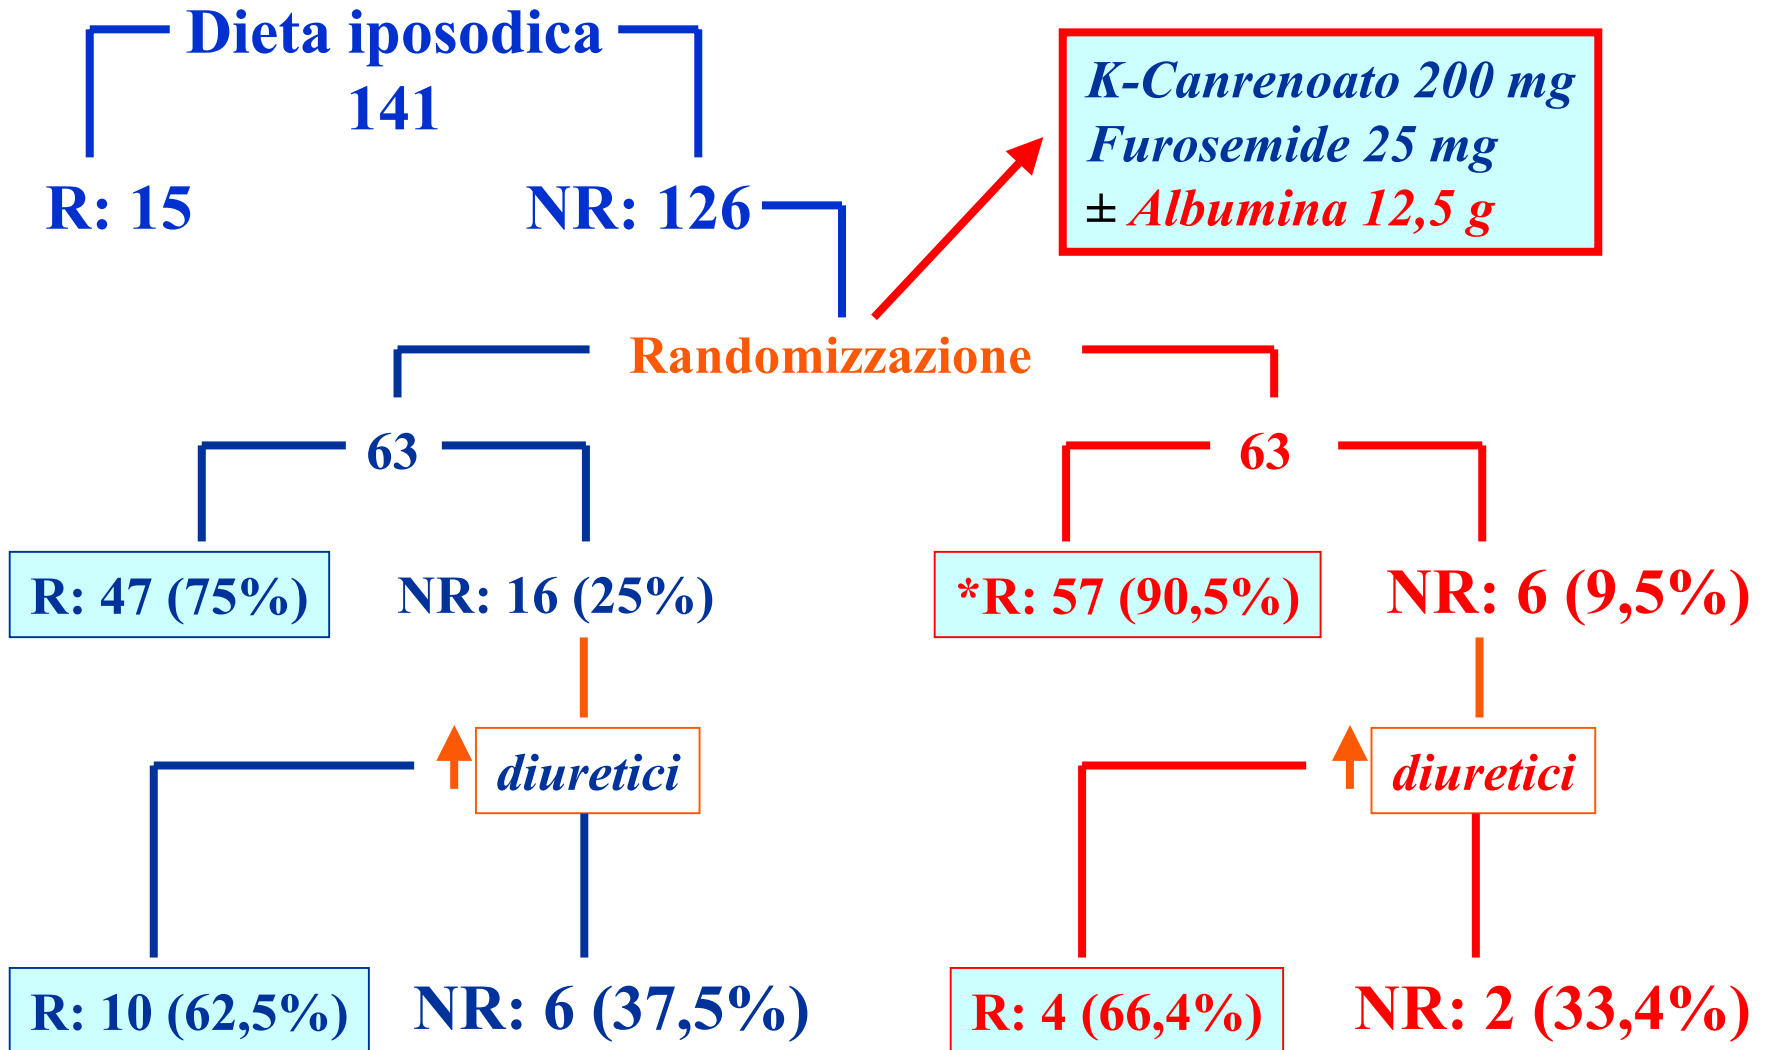 Dieta iposodica
141
R: 15
NR: 126
K-Canrenoato 200 mg
Furosemide 25 mg
± Albumina 12,5 g
Randomizzazione
63
63
R: 47 (75%)
NR: 16 (25%)
*R: 57 (90,5%)
NR: 6 (9,5%)
diuretici
diuretici
R: 10 (62,5%)
NR: 6 (37,5%)
R: 4 (66,4%)
NR: 2 (33,4%)